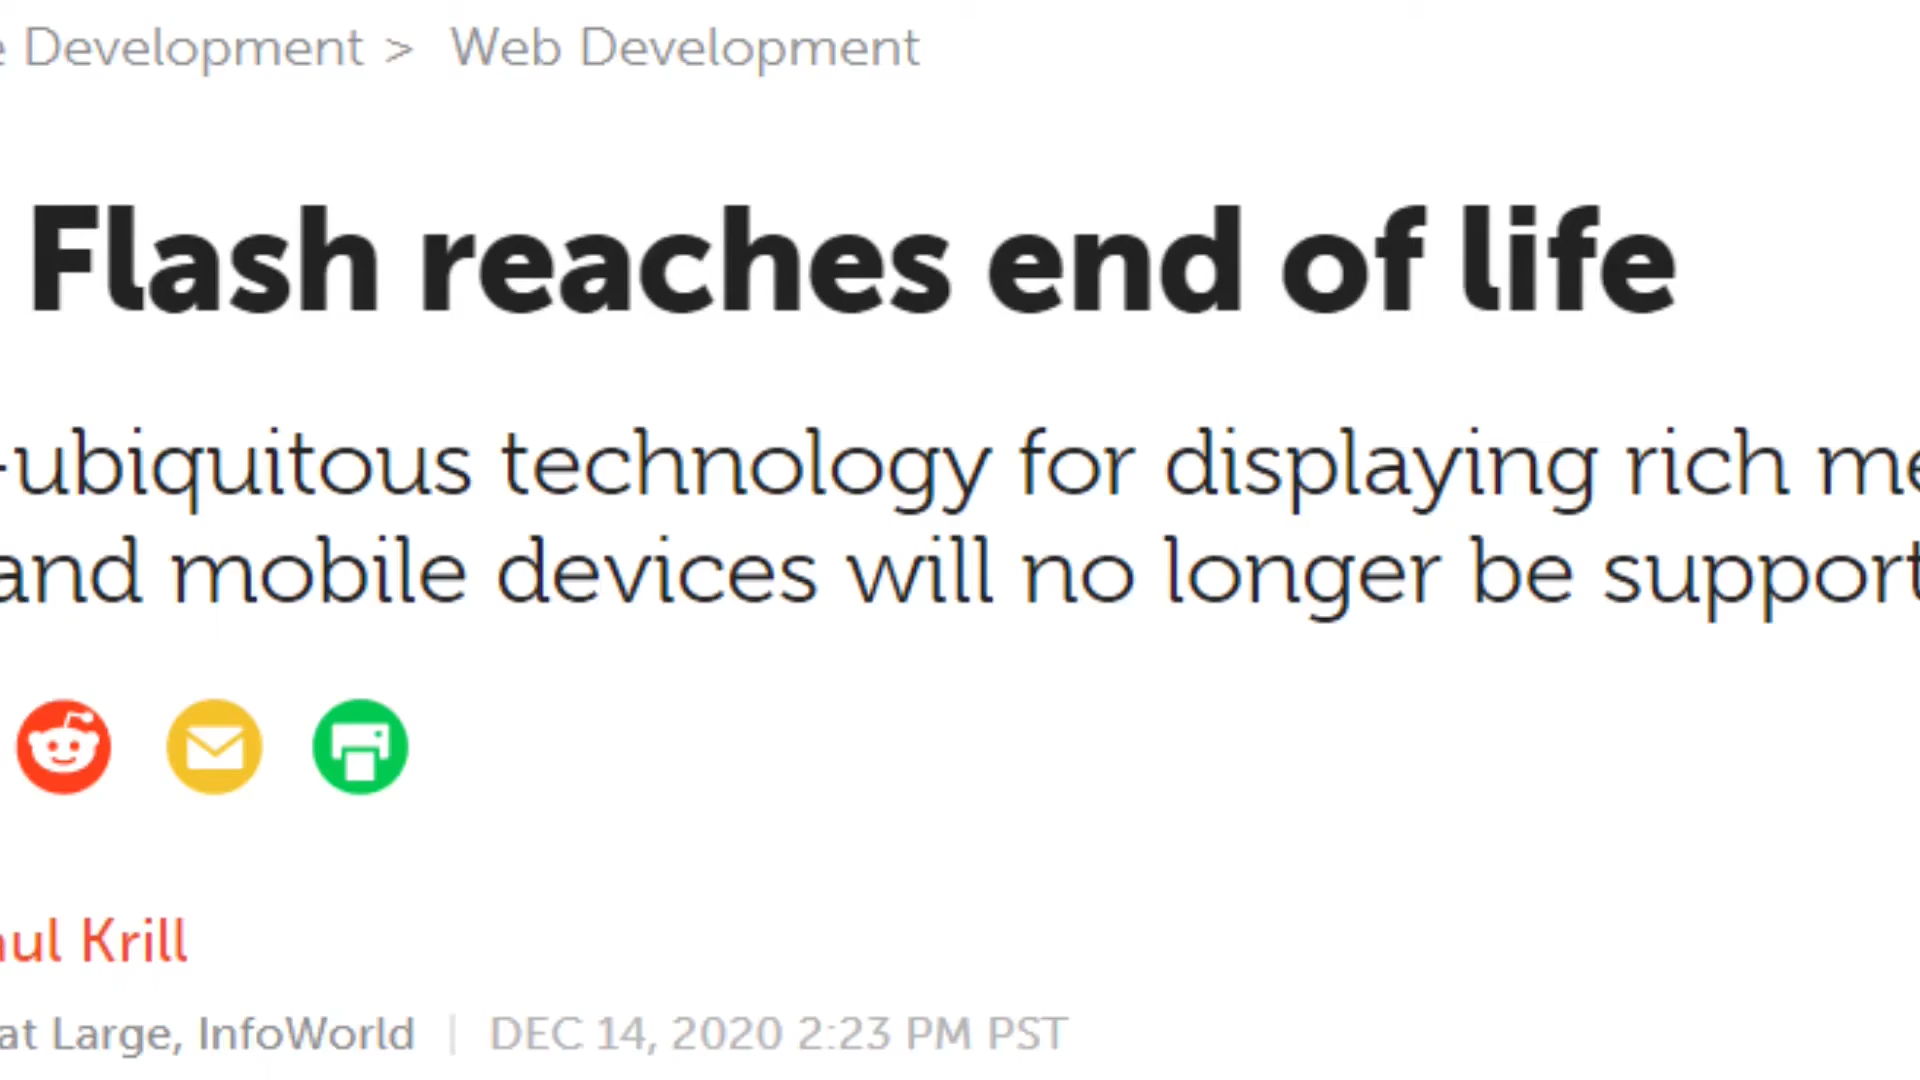 e Development > Web Development
Flash reaches end of life
-ubiquitous technology for displaying rich me
and mobile devices will no longer be support
aul Krill
at Large, InfoWorld | DEC 14, 2020 2:23 PM PST